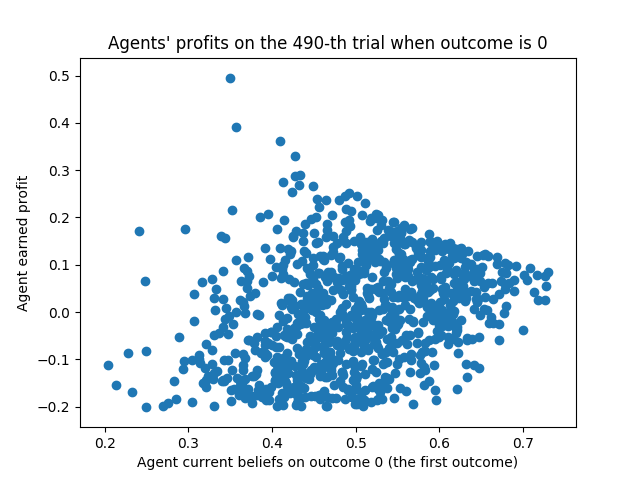 Agents' profits on the 490-th trial when outcome is 0
Agent earned profit
0.5
0.4
0.3
0.2
0.1
0.0
−0.1
−0.2
0.2 0.3 0.4 0.5 0.6 0.7
Agent current beliefs on outcome 0 (the first outcome)